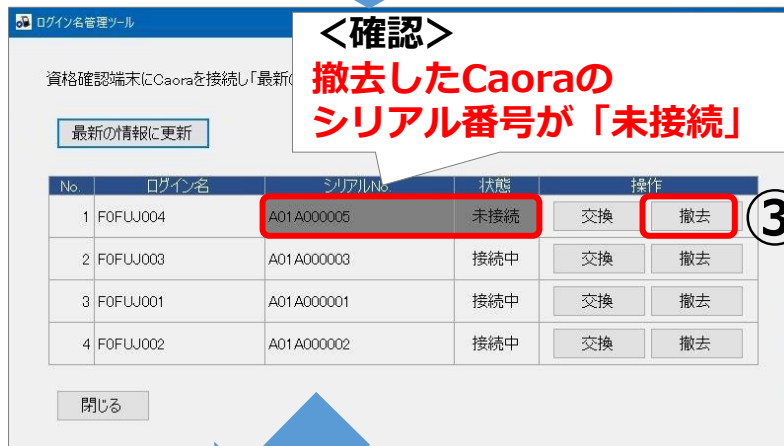 ログイン名管理ツール
＜確認＞
撤去したCaoraの
シリアル番号が「未接続」
資格確認端末にCaoraを接続し「最新の
最新の情報に更新
No. ログイン名 シリアルNo. 状態 操作
1 F0FUJ004 A01A000005 未接続 交換 撤去 ③
2 F0FUJ003 A01A000003 接続中 交換 撤去
3 F0FUJ001 A01A000001 接続中 交換 撤去
4 F0FUJ002 A01A000002 接続中 交換 撤去
閉じる